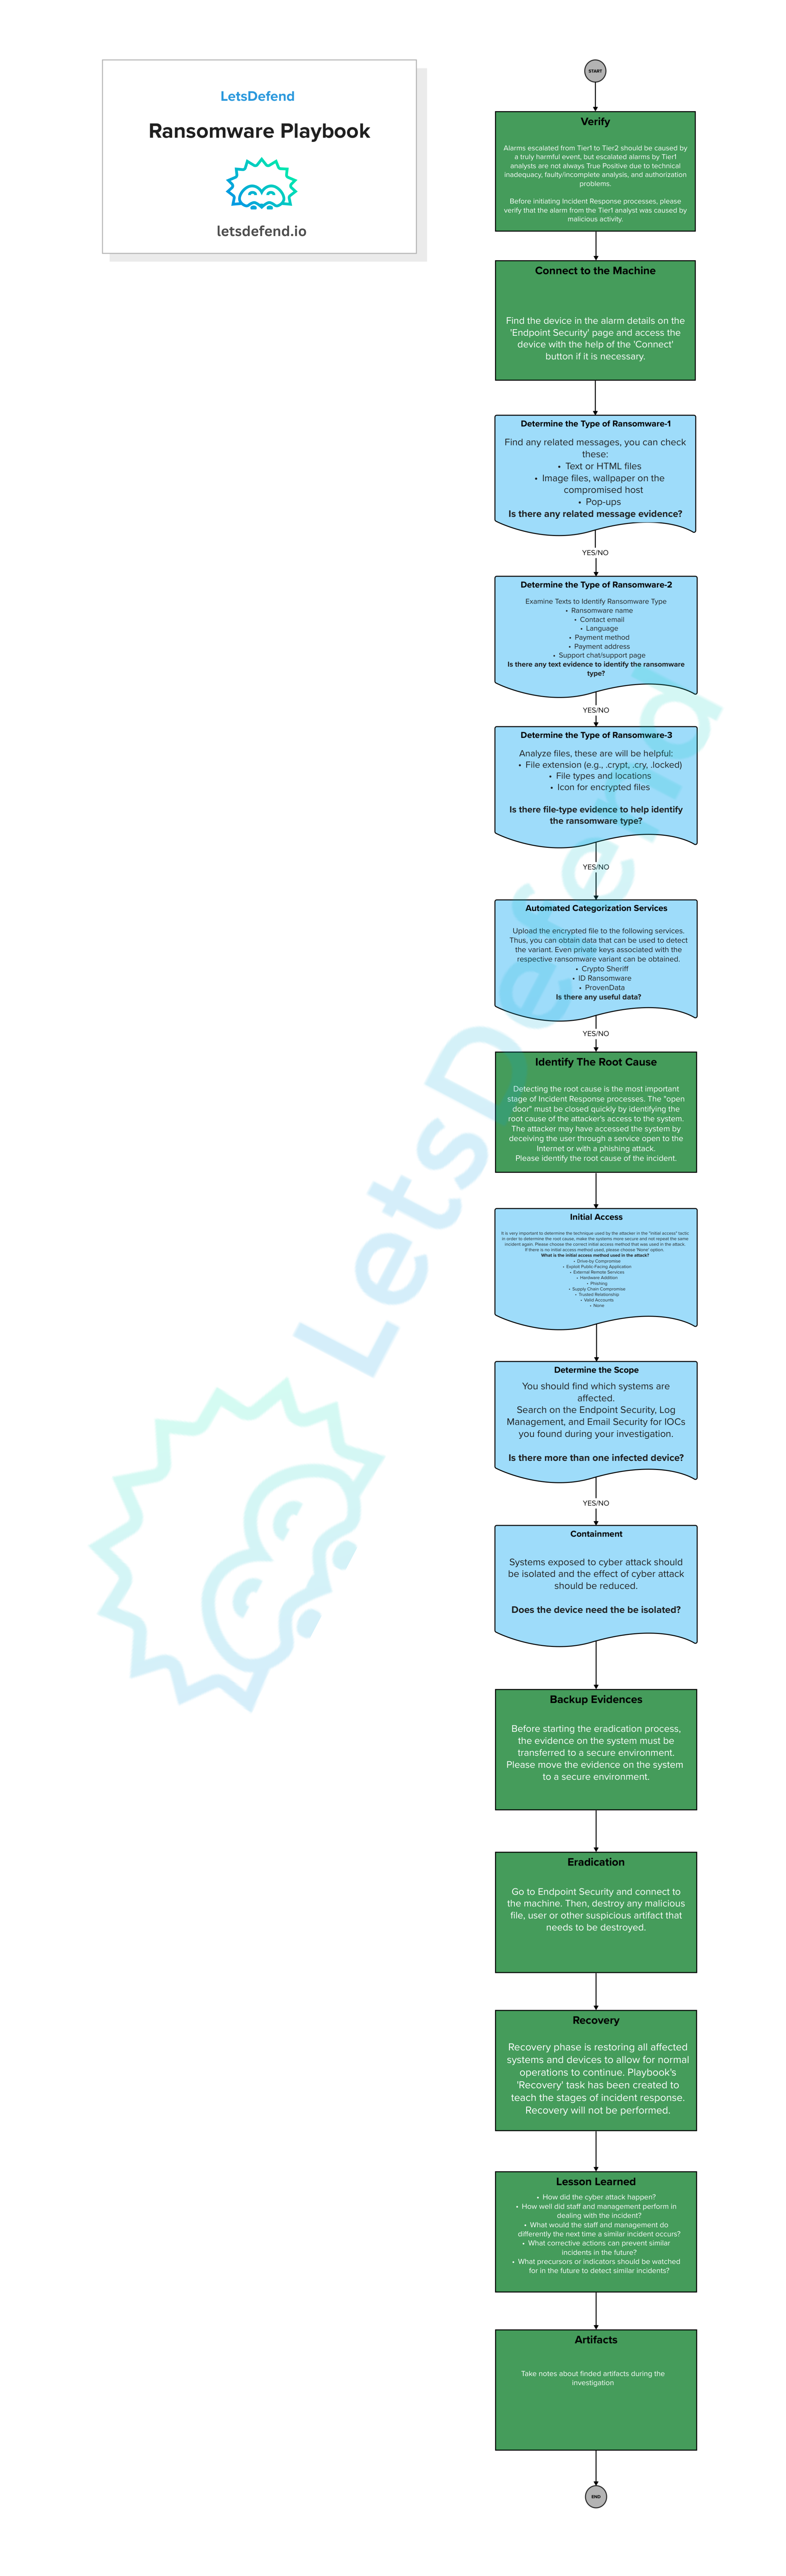 LetsDefend
Ransomware Playbook
letsdefend.io
START
Verify
Alarms escalated from Tier1 to Tier2 should be caused by
a truly harmful event, but escalated alarms by Tier1
analysts are not always True Positive due to technical
inadequacy, faulty/incomplete analysis, and authorization
problems.
Before initiating Incident Response processes, please
verify that the alarm from the Tier1 analyst was caused by
malicious activity.
Connect to the Machine
Find the device in the alarm details on the
'Endpoint Security' page and access the
device with the help of the 'Connect'
button if it is necessary.
Determine the Type of Ransomware-1
Find any related messages, you can check
these:
• Text or HTML files
• Image files, wallpaper on the
compromised host
• Pop-ups
Is there any related message evidence?
YES/NO
Determine the Type of Ransomware-2
Examine Texts to Identify Ransomware Type
• Ransomware name
• Contact email
• Language
• Payment method
• Payment address
• Support chat/support page
Is there any text evidence to identify the ransomware
type?
YES/NO
Determine the Type of Ransomware-3
Analyze files, these are will be helpful:
• File extension (e.g., .crypt, .cry, .locked)
• File types and locations
• Icon for encrypted files
Is there file-type evidence to help identify
the ransomware type?
YES/NO
Automated Categorization Services
Upload the encrypted file to the following services.
Thus, you can obtain data that can be used to detect
the variant. Even private keys associated with the
respective ransomware variant can be obtained.
• Crypto Sheriff
• ID Ransomware
• ProvenData
Is there any useful data?
YES/NO
Identify The Root Cause
Detecting the root cause is the most important
stage of Incident Response processes. The "open
door" must be closed quickly by identifying the
root cause of the attacker's access to the system.
The attacker may have accessed the system by
deceiving the user through a service open to the
Internet or with a phishing attack.
Please identify the root cause of the incident.
Initial Access
It is very important to determine the technique used by the attacker in the "initial access" tactic
in order to determine the root cause, make the systems more secure and not repeat the same
incident again. Please choose the correct initial access method that was used in the attack.
If there is no initial access method used, please choose 'None' option.
What is the initial access method used in the attack?
• Drive-by Compromise
• Exploit Public-Facing Application
• External Remote Services
• Hardware Addition
• Phishing
• Supply Chain Compromise
• Trusted Relationship
• Valid Accounts
• None
Determine the Scope
You should find which systems are
affected.
Search on the Endpoint Security, Log
Management, and Email Security for IOCs
you found during your investigation.
Is there more than one infected device?
YES/NO
Containment
Systems exposed to cyber attack should
be isolated and the effect of cyber attack
should be reduced.
Does the device need the be isolated?
Backup Evidences
Before starting the eradication process,
the evidence on the system must be
transferred to a secure environment.
Please move the evidence on the system
to a secure environment.
Eradication
Go to Endpoint Security and connect to
the machine. Then, destroy any malicious
file, user or other suspicious artifact that
needs to be destroyed.
Recovery
Recovery phase is restoring all affected
systems and devices to allow for normal
operations to continue. Playbook's
'Recovery' task has been created to
teach the stages of incident response.
Recovery will not be performed.
Lesson Learned
• How did the cyber attack happen?
• How well did staff and management perform in
dealing with the incident?
• What would the staff and management do
differently the next time a similar incident occurs?
• What corrective actions can prevent similar
incidents in the future?
• What precursors or indicators should be watched
for in the future to detect similar incidents?
Artifacts
Take notes about finded artifacts during the
investigation
END
LetsDefend